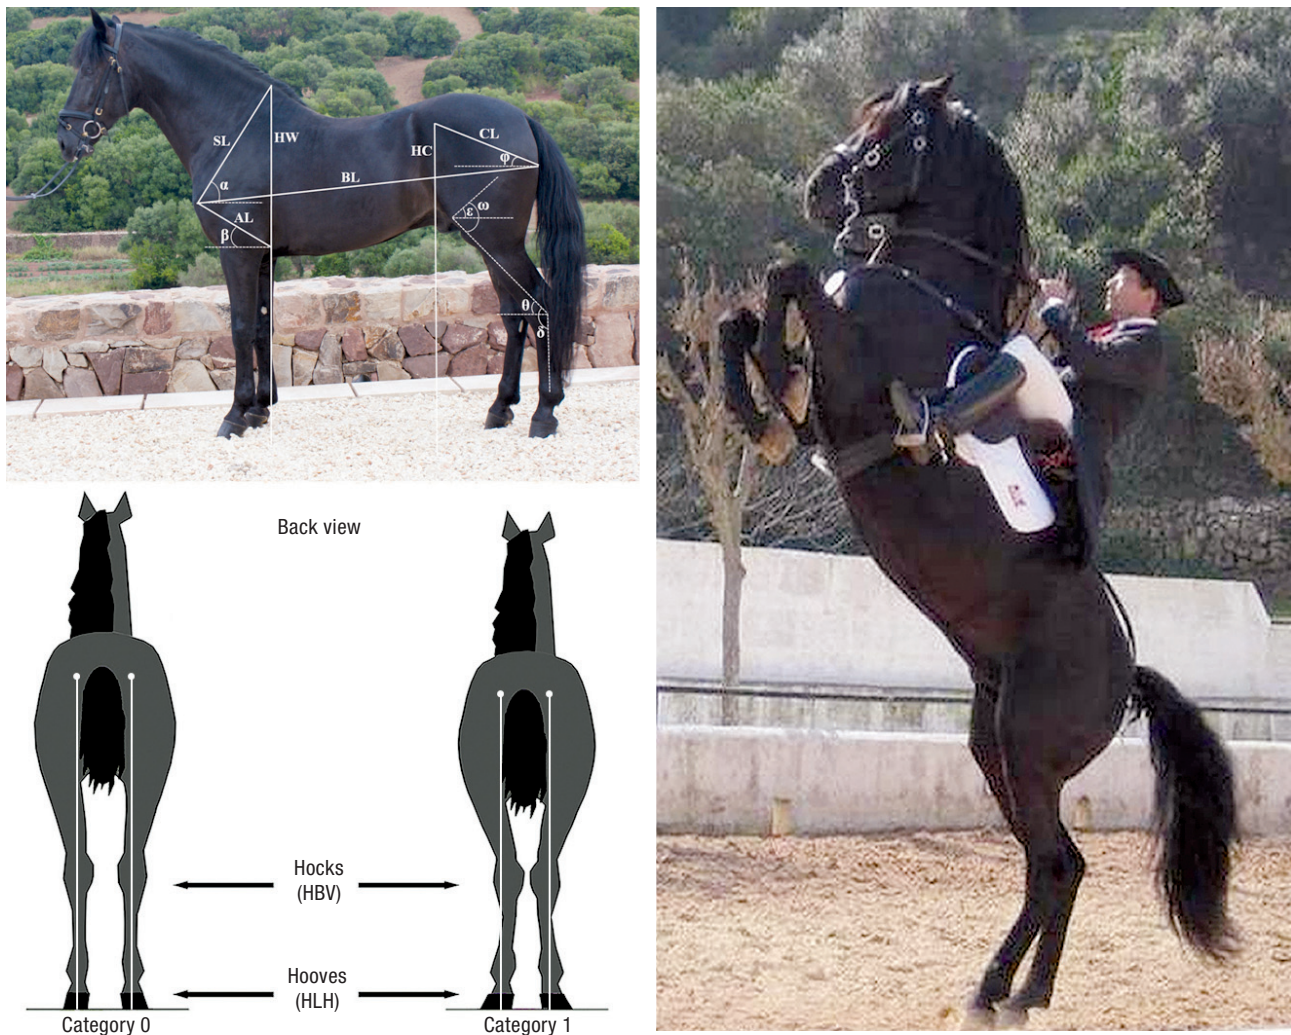 SL
HW
HC
CL
φ
BL
α
AL
β
ε
ω
θ
δ
Back view
Hocks
(HBV)
Hooves
(HLH)
Category 0
Category 1